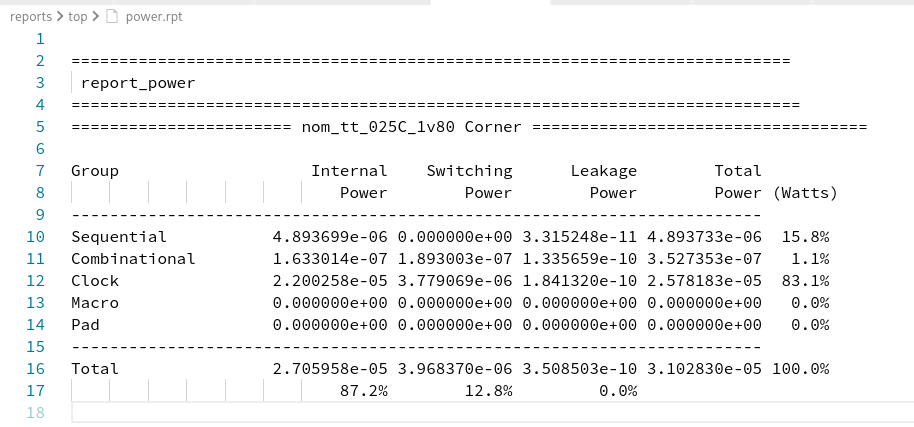 reports > top > power.rpt
1
2 ===========================================================================
3 report_power
4 ============================================================================
5 ======================= nom_tt_025C_1v80 Corner ===================================
6
7 Group                    Internal    Switching      Leakage        Total
8                             Power        Power        Power        Power (Watts)
9 ------------------------------------------------------------------------
10 Sequential           4.893699e-06 0.000000e+00 3.315248e-11 4.893733e-06  15.8%
11 Combinational        1.633014e-07 1.893003e-07 1.335659e-10 3.527353e-07   1.1%
12 Clock                2.200258e-05 3.779069e-06 1.841320e-10 2.578183e-05  83.1%
13 Macro                0.000000e+00 0.000000e+00 0.000000e+00 0.000000e+00   0.0%
14 Pad                  0.000000e+00 0.000000e+00 0.000000e+00 0.000000e+00   0.0%
15 ------------------------------------------------------------------------
16 Total                2.705958e-05 3.968370e-06 3.508503e-10 3.102830e-05 100.0%
17                             87.2%        12.8%         0.0%
18